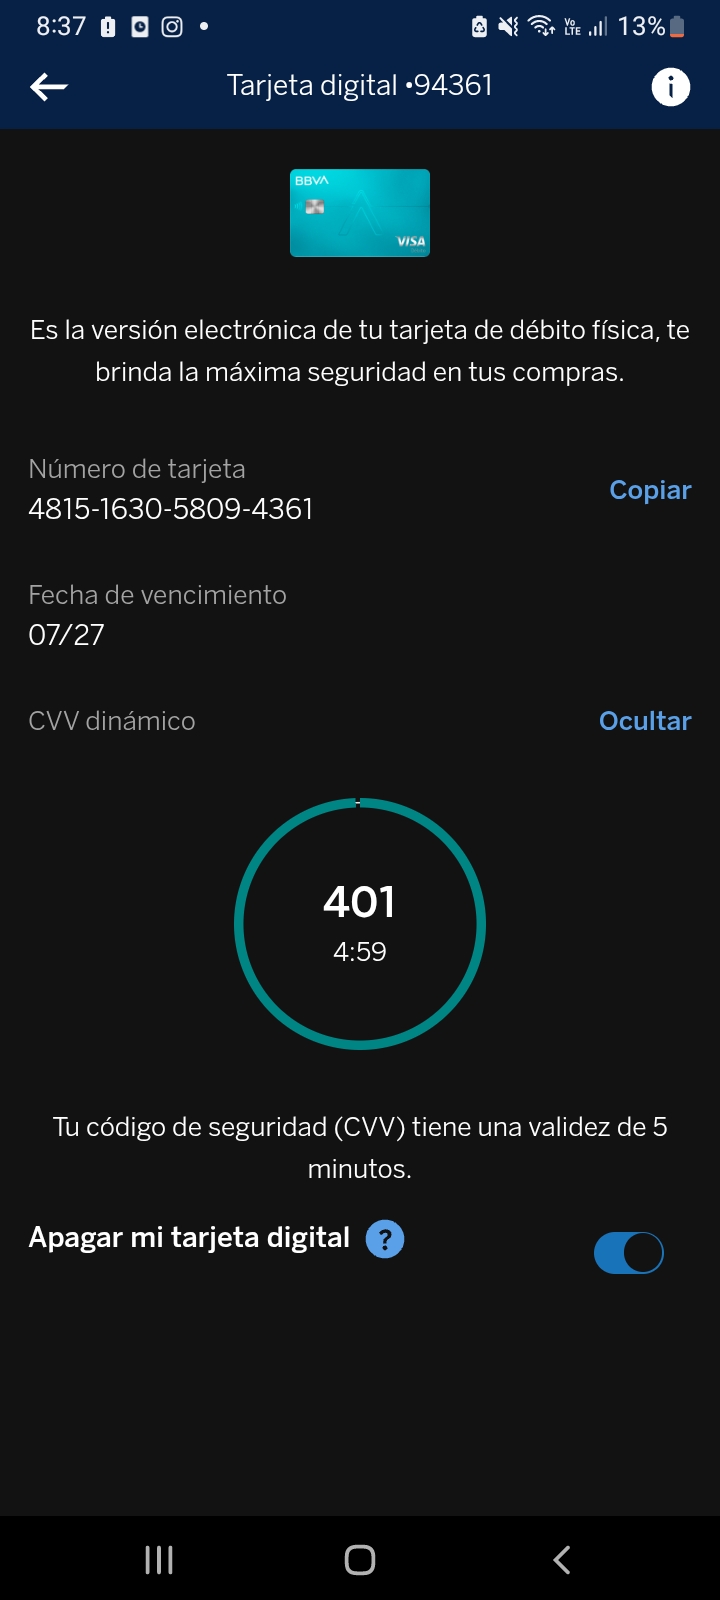 8:37
Vo
LTE
13%
Tarjeta digital •94361
BBVA
VISA
Es la versión electrónica de tu tarjeta de débito física, te
brinda la máxima seguridad en tus compras.
Número de tarjeta
4815-1630-5809-4361
Copiar
Fecha de vencimiento
07/27
CVV dinámico
Ocultar
401
4:59
Tu código de seguridad (CVV) tiene una validez de 5
minutos.
Apagar mi tarjeta digital ?